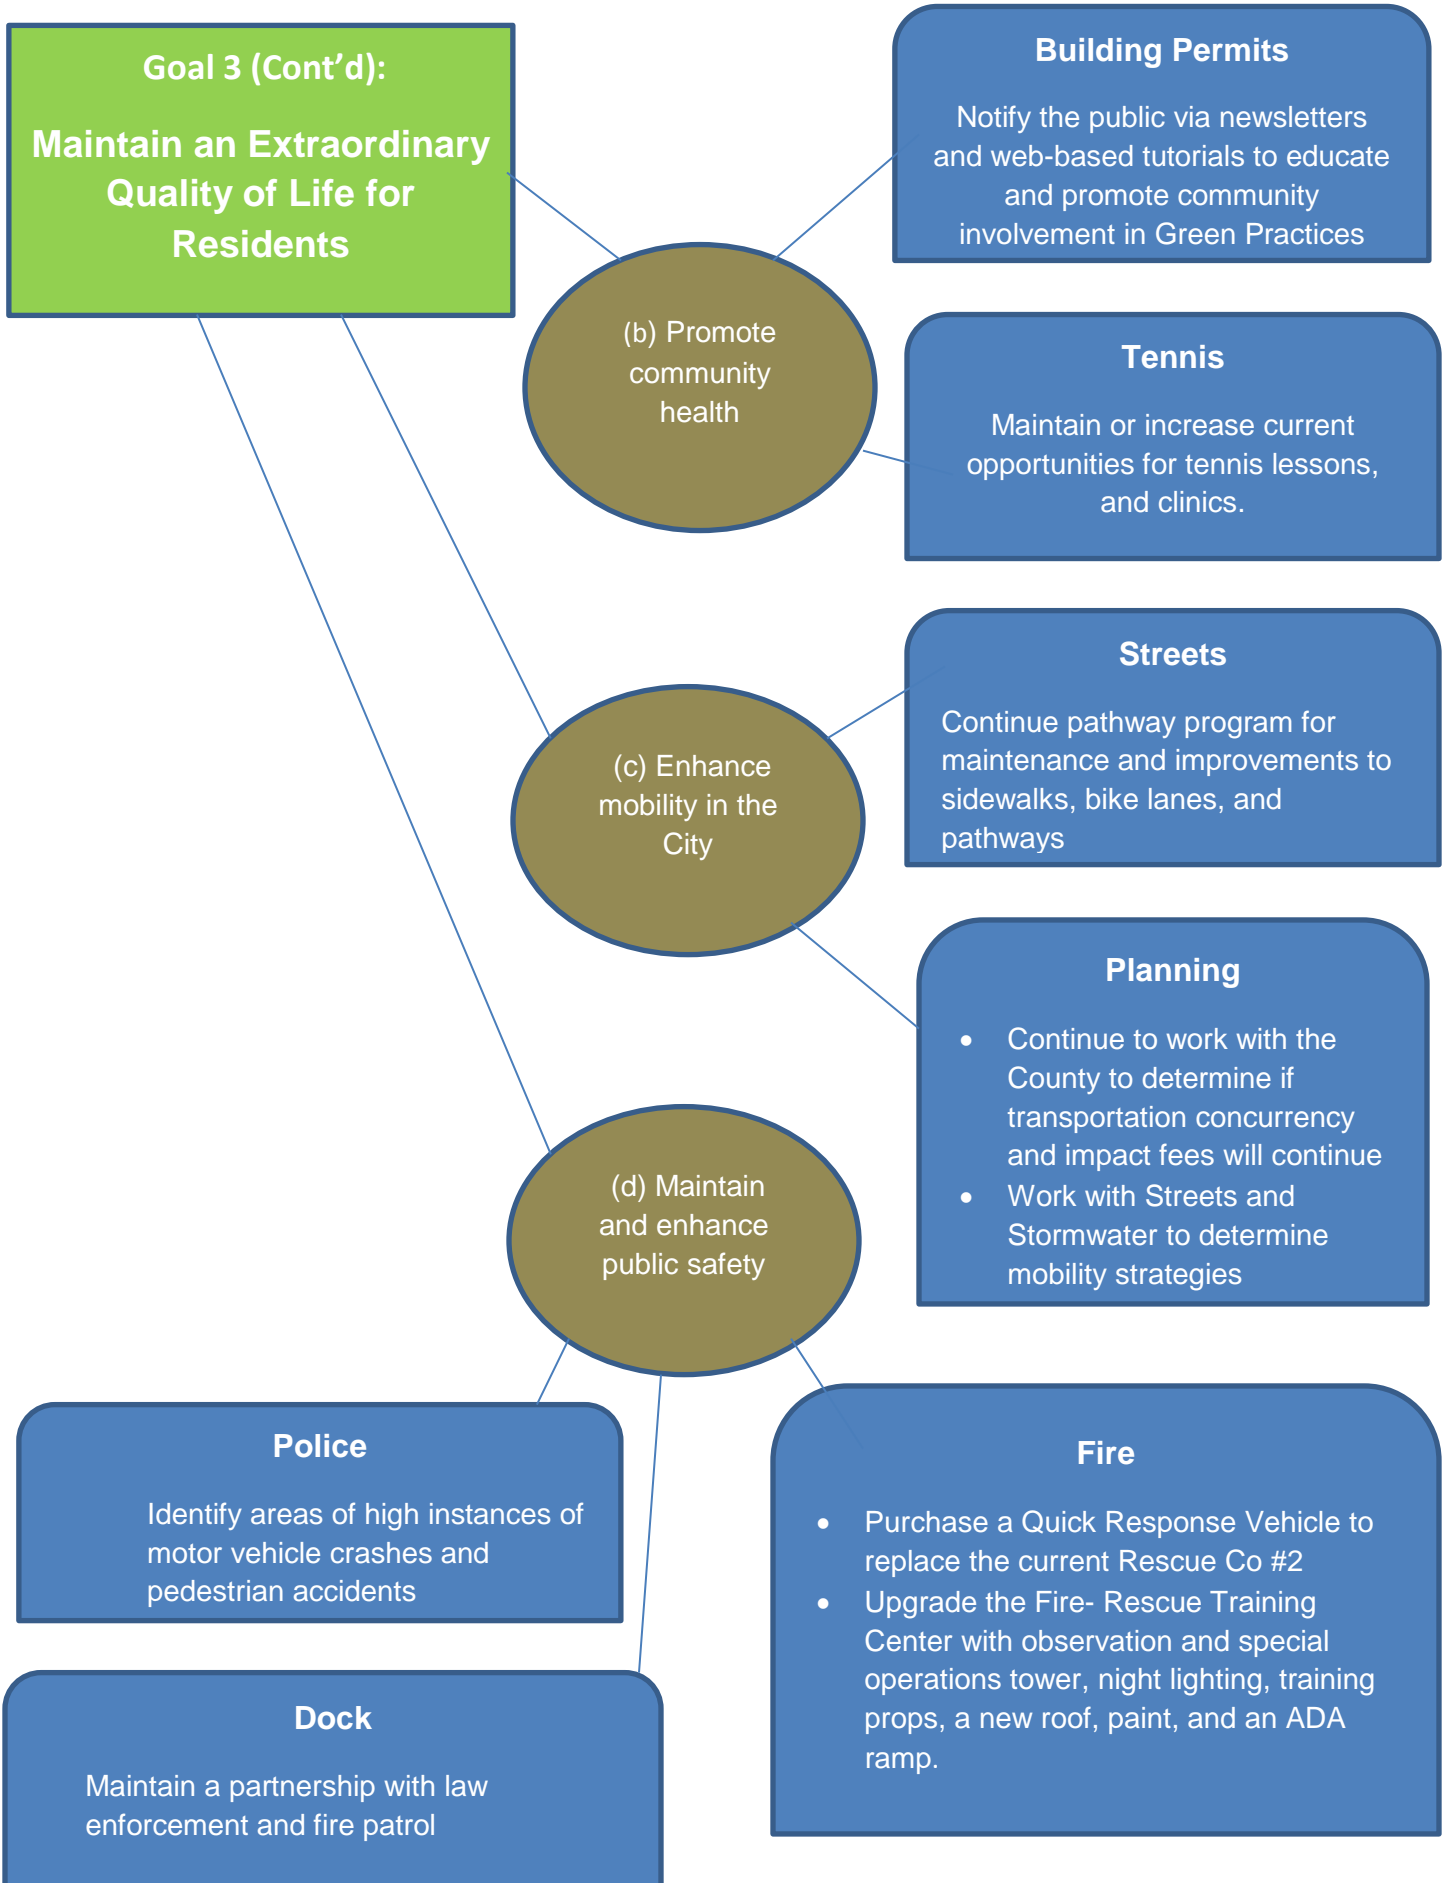 Goal 3 (Cont’d):
Maintain an Extraordinary
Quality of Life for
Residents
Building Permits
Notify the public via newsletters
and web-based tutorials to educate
and promote community
involvement in Green Practices
(b) Promote
community
health
Tennis
Maintain or increase current
opportunities for tennis lessons,
and clinics.
Streets
Continue pathway program for
maintenance and improvements to
sidewalks, bike lanes, and
pathways
(c) Enhance
mobility in the
City
Planning
• Continue to work with the
County to determine if
transportation concurrency
and impact fees will continue
• Work with Streets and
Stormwater to determine
mobility strategies
(d) Maintain
and enhance
public safety
Police
Identify areas of high instances of
motor vehicle crashes and
pedestrian accidents
Fire
• Purchase a Quick Response Vehicle to
replace the current Rescue Co #2
• Upgrade the Fire- Rescue Training
Center with observation and special
operations tower, night lighting, training
props, a new roof, paint, and an ADA
ramp.
Dock
Maintain a partnership with law
enforcement and fire patrol